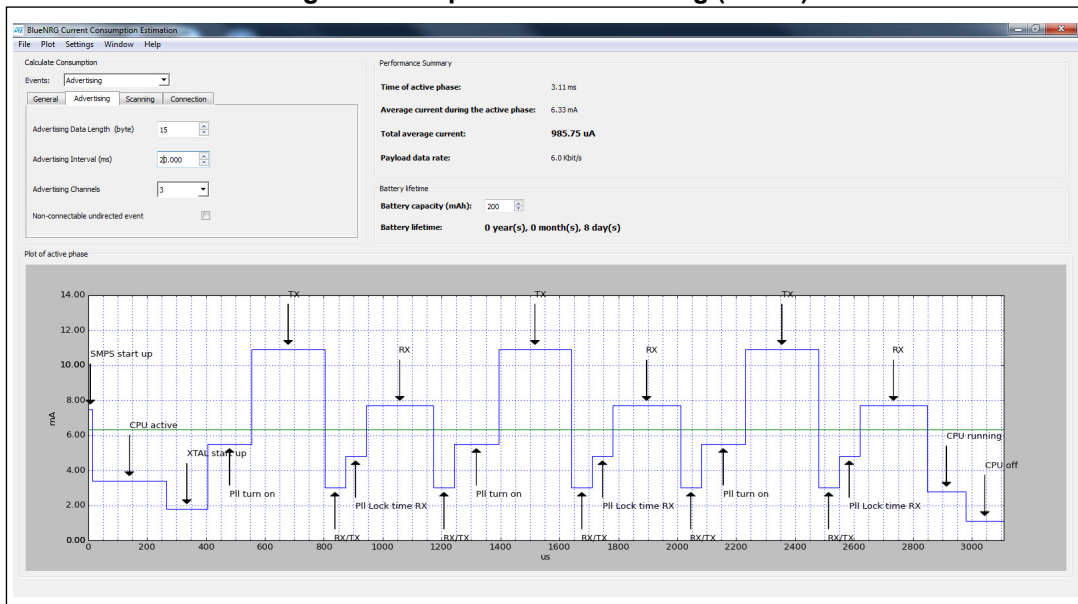 BlueNRG Current Consumption Estimation
File Plot Settings Window Help
Calculate Consumption
Events: Advertising
General Advertising Scanning Connection
Advertising Data Length (byte) 15
Advertising Interval (ms) 20.000
Advertising Channels 3
Non-connectable undirected event
Performance Summary
Time of active phase: 3.11 ms
Average current during the active phase: 6.33 mA
Total average current: 985.75 uA
Payload data rate: 6.0 Kbit/s
Battery lifetime
Battery capacity (mAh): 200
Battery lifetime: 0 year(s), 0 month(s), 8 day(s)
Plot of active phase
14.00
12.00
10.00
8.00
6.00
4.00
2.00
0.00
mA
TX TX TX
SMPS start up RX RX RX
CPU active CPU running
XTAL start up CPU off
Pll turn on Pll turn on Pll turn on
Pll Lock time RX Pll Lock time RX Pll Lock time RX
RX/TX RX/TX RX/TX RX/TX RX/TX
0 200 400 600 800 1000 1200 1400 1600 1800 2000 2200 2400 2600 2800 3000
us